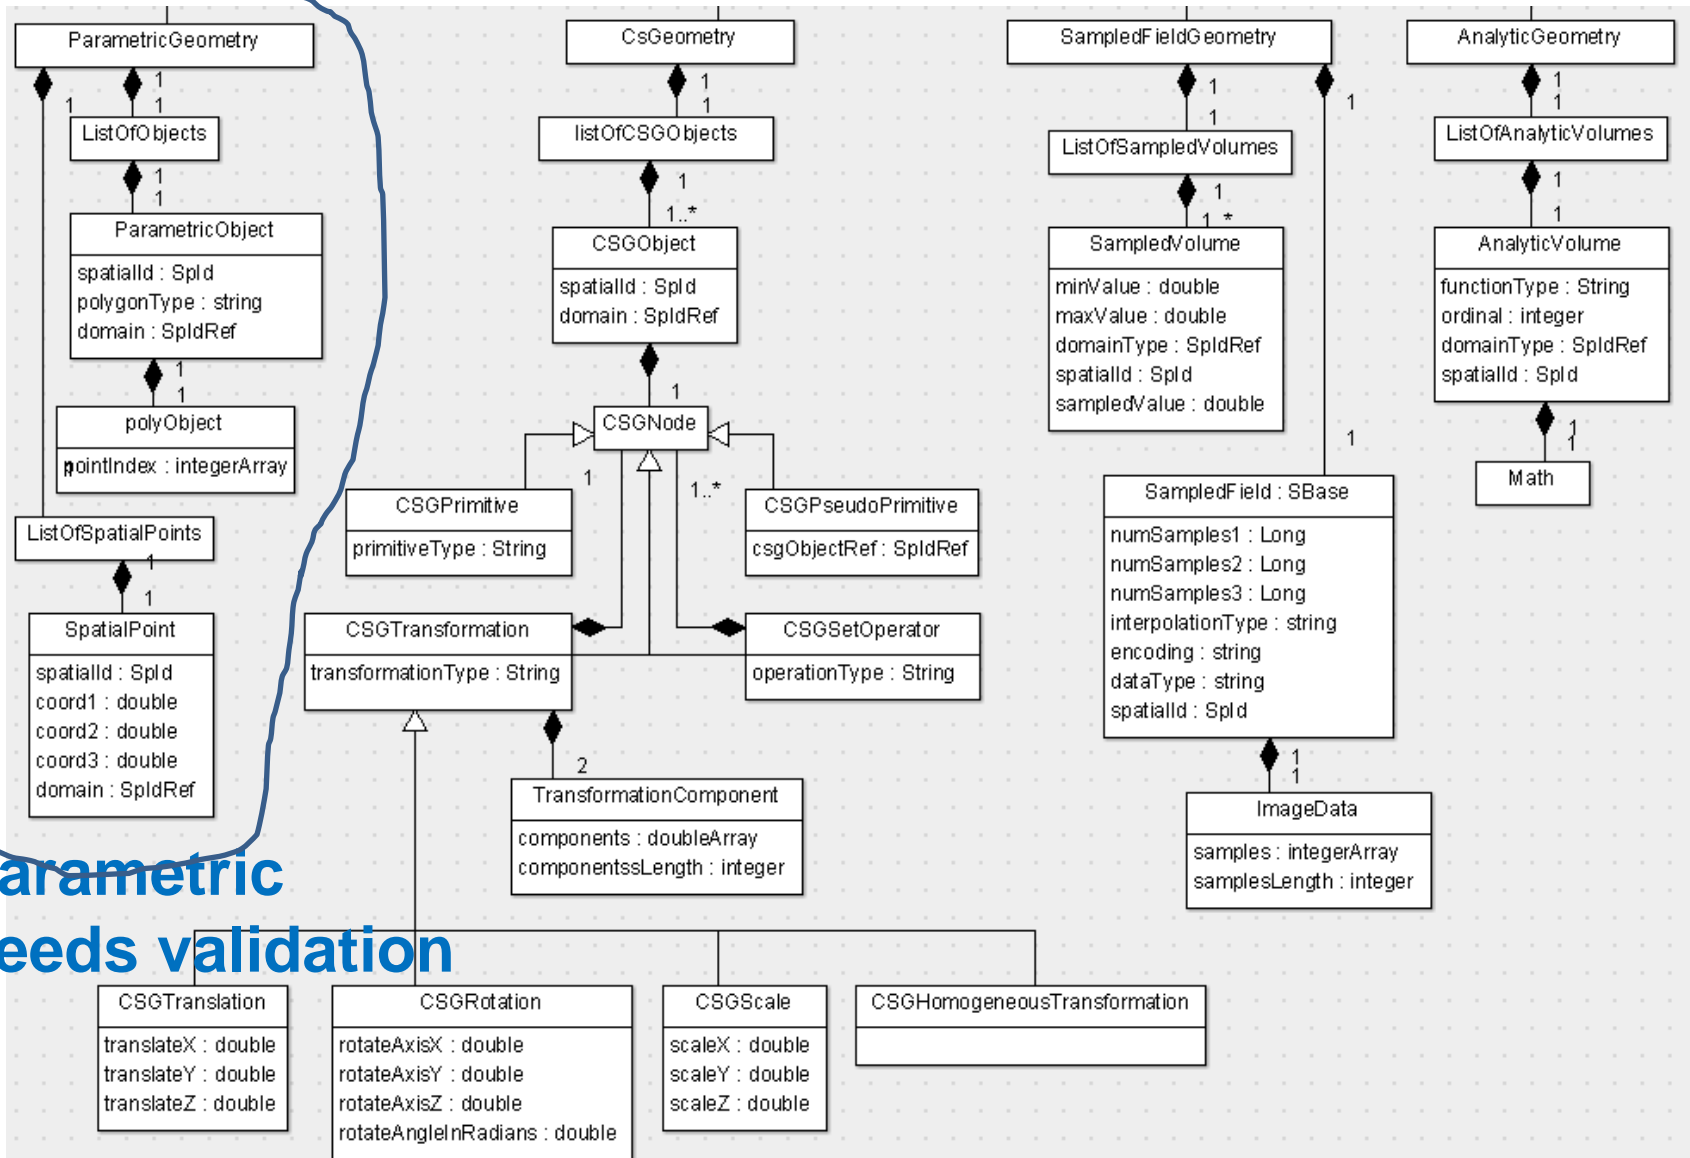 ParametricGeometry
1
1
1
ListOfObjects
1
1
ParametricObject
spatialId : SpId
polygonType : string
domain : SpIdRef
1
1
polyObject
pointIndex : integerArray
ListOfSpatialPoints
1
1
SpatialPoint
spatialId : SpId
coord1 : double
coord2 : double
coord3 : double
domain : SpIdRef
arametric
eeds validation
CsGeometry
1
1
listOfCSGObjects
1
1..*
CSGObject
spatialId : SpId
domain : SpIdRef
1
CSGNode
1
1..*
CSGPrimitive
primitiveType : String
CSGPseudoPrimitive
csgObjectRef : SpIdRef
CSGTransformation
transformationType : String
CSGSetOperator
operationType : String
2
TransformationComponent
components : doubleArray
componentssLength : integer
CSGTranslation
translateX : double
translateY : double
translateZ : double
CSGRotation
rotateAxisX : double
rotateAxisY : double
rotateAxisZ : double
rotateAngleInRadians : double
CSGScale
scaleX : double
scaleY : double
scaleZ : double
CSGHomogeneousTransformation
SampledFieldGeometry
1
1
1
ListOfSampledVolumes
1
1..*
SampledVolume
minValue : double
maxValue : double
domainType : SpIdRef
spatialId : SpId
sampledValue : double
1
SampledField : SBase
numSamples1 : Long
numSamples2 : Long
numSamples3 : Long
interpolationType : string
encoding : string
dataType : string
spatialId : SpId
1
1
ImageData
samples : integerArray
samplesLength : integer
AnalyticGeometry
1
1
ListOfAnalyticVolumes
1
1
AnalyticVolume
functionType : String
ordinal : integer
domainType : SpIdRef
spatialId : SpId
1
1
Math